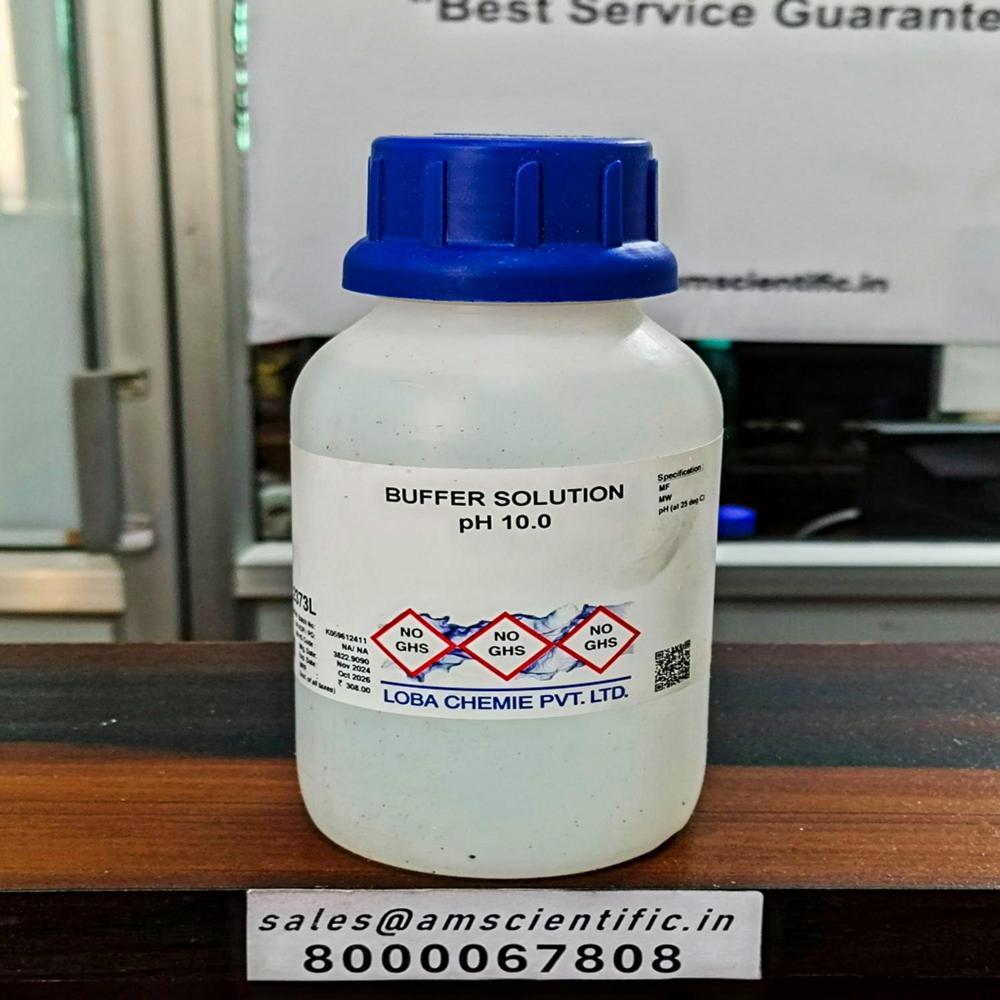 "Best Service Guarante
amscientific.in
BUFFER SOLUTION
pH 10.0
Specification:
MF
MW
pH (at 25 deg C)
2373L
K059612411
NA/ NA
3822.9090
Nov 2024
Oct 2026
₹ 308.00
NO GHS
NO GHS
NO GHS
LOBA CHEMIE PVT. LTD.
sales@amscientific.in
8000067808